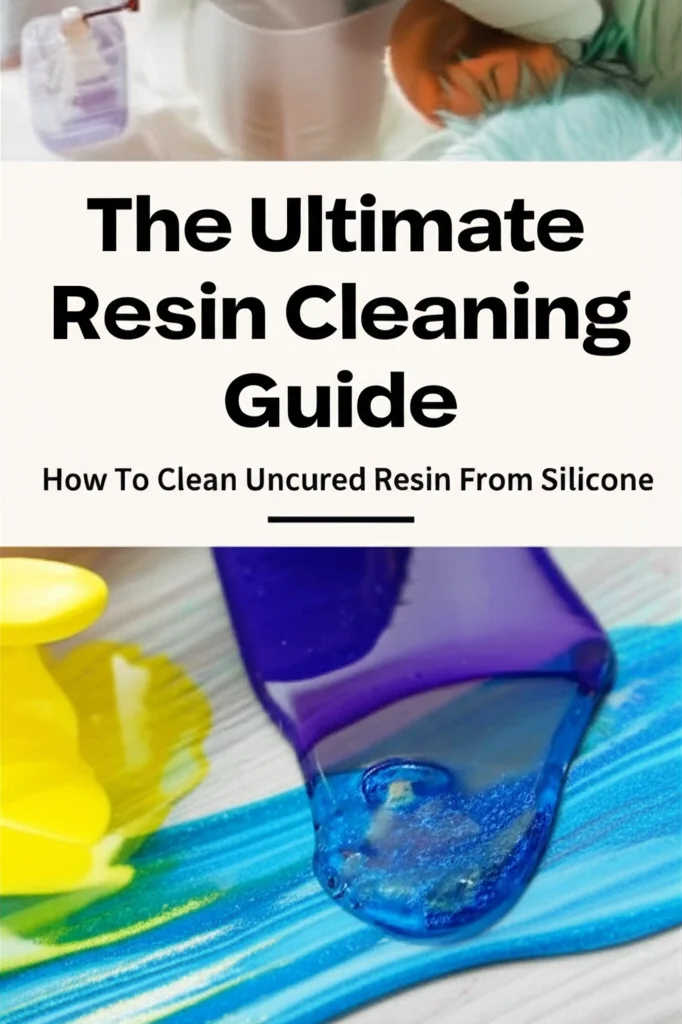 The Ultimate
Resin Cleaning
Guide
How To Clean Uncured Resin From Silicone